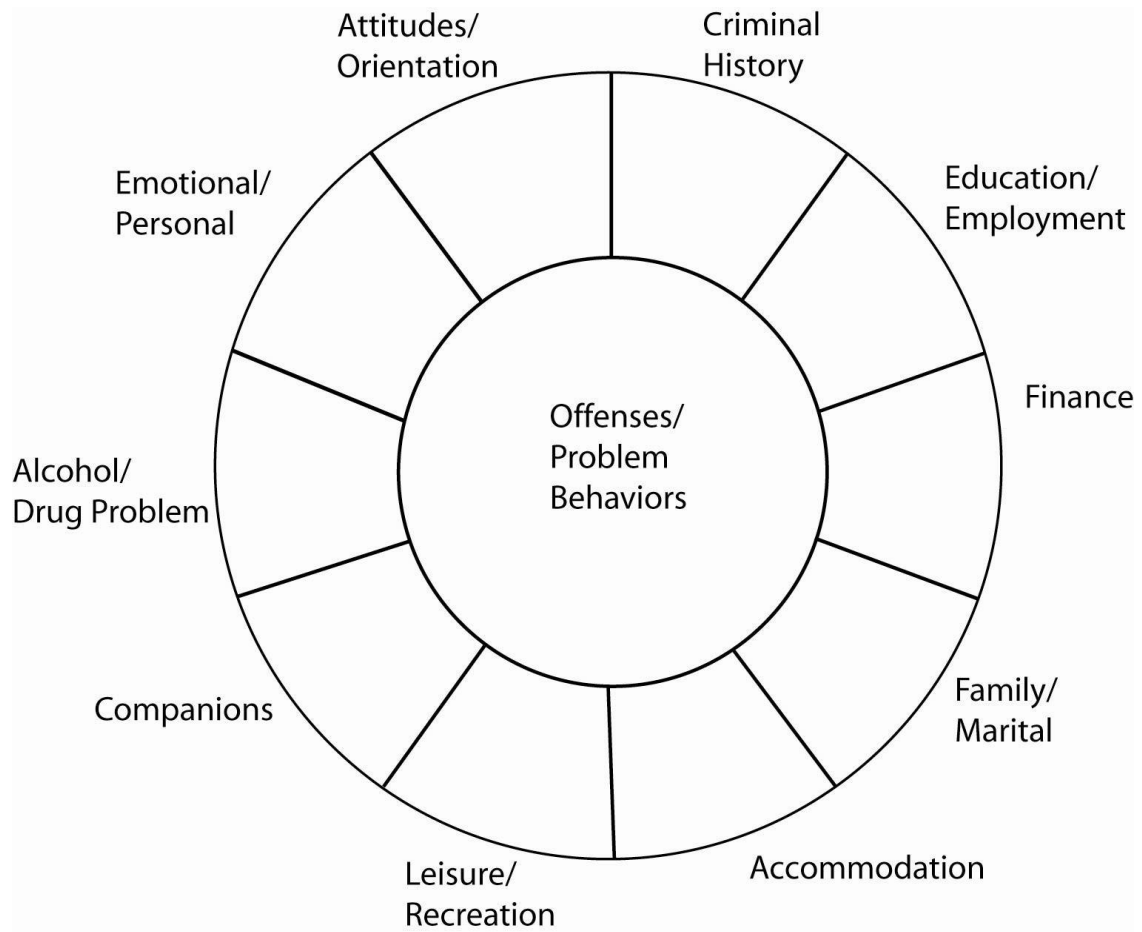 Attitudes/
Orientation
Criminal
History
Emotional/
Personal
Education/
Employment
Finance
Offenses/
Problem
Behaviors
Alcohol/
Drug Problem
Family/
Marital
Companions
Accommodation
Leisure/
Recreation